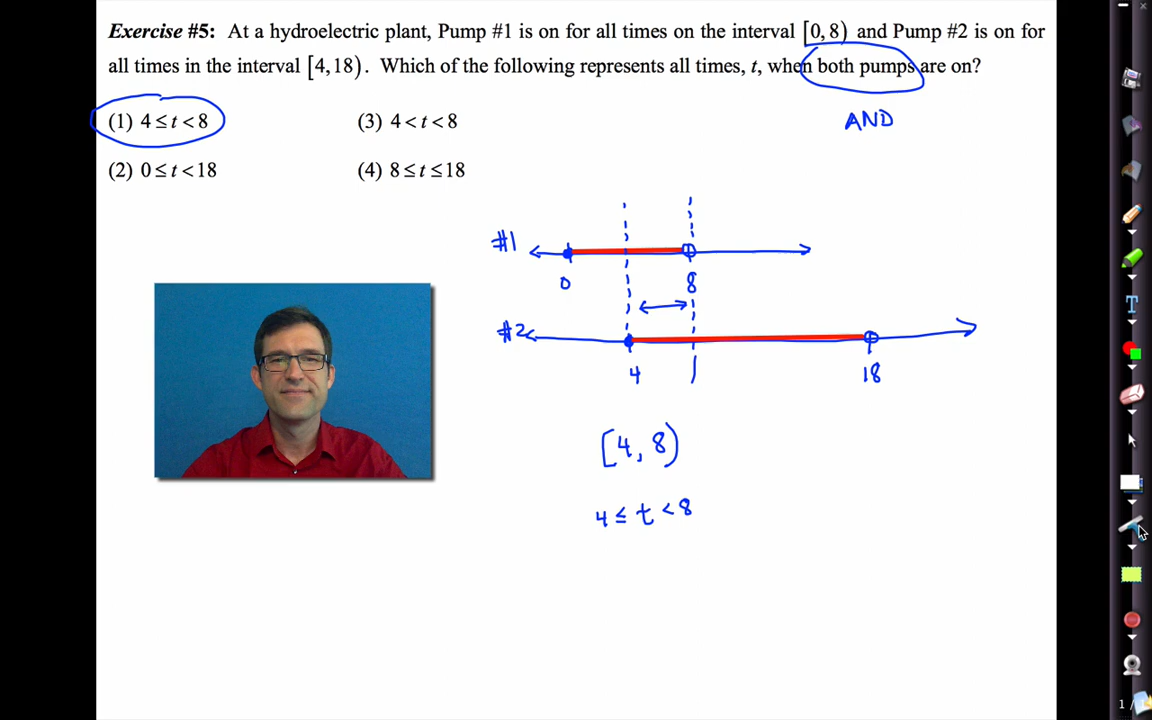 Exercise #5: At a hydroelectric plant, Pump #1 is on for all times on the interval [0, 8) and Pump #2 is on for
all times in the interval [4, 18). Which of the following represents all times, t, when both pumps are on?
AND
(1) 4 ≤ t < 8 (3) 4 < t < 8
(2) 0 ≤ t < 18 (4) 8 ≤ t ≤ 18
#1
0 8
#2
4 18
[4, 8)
4 ≤ t < 8
T
1 /